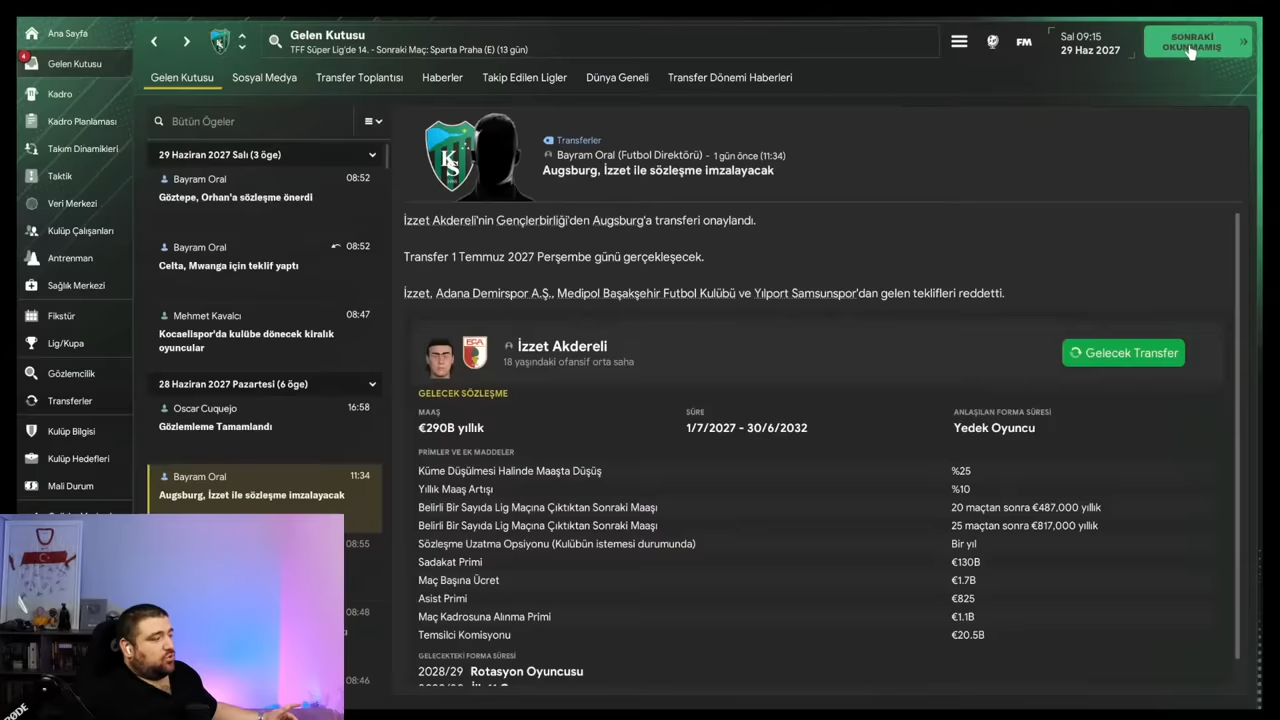 Ana Sayfa
4
Gelen Kutusu
Kadro
Kadro Planlaması
Takım Dinamikleri
Taktik
Veri Merkezi
Kulüp Çalışanları
Antrenman
Sağlık Merkezi
Fikstür
Lig/Kupa
Gözlemcilik
Transferler
Kulüp Bilgisi
Kulüp Hedefleri
Mali Durum
Gelen Kutusu
TFF Süper Lig'de 14. - Sonraki Maç: Sparta Praha (E) (13 gün)
FM
Sal 09:15
29 Haz 2027
SONRAKİ
OKUNMAMIŞ
Gelen Kutusu
Sosyal Medya
Transfer Toplantısı
Haberler
Takip Edilen Ligler
Dünya Geneli
Transfer Dönemi Haberleri
Bütün Ögeler
29 Haziran 2027 Salı (3 öge)
Bayram Oral 08:52
Göztepe, Orhan'a sözleşme önerdi
Bayram Oral 08:52
Celta, Mwanga için teklif yaptı
Mehmet Kavalcı 08:47
Kocaelispor'da kulübe dönecek kiralık
oyuncular
28 Haziran 2027 Pazartesi (6 öge)
Oscar Cuquejo 16:58
Gözlemleme Tamamlandı
Bayram Oral 11:34
Augsburg, İzzet ile sözleşme imzalayacak
08:55
08:48
08:46
KS
Transferler
Bayram Oral (Futbol Direktörü) - 1 gün önce (11:34)
Augsburg, İzzet ile sözleşme imzalayacak
İzzet Akdereli'nin Gençlerbirliği'den Augsburg'a transferi onaylandı.
Transfer 1 Temmuz 2027 Perşembe günü gerçekleşecek.
İzzet, Adana Demirspor A.Ş., Medipol Başakşehir Futbol Kulübü ve Yılport Samsunspor'dan gelen teklifleri reddetti.
İzzet Akdereli
18 yaşındaki ofansif orta saha
Gelecek Transfer
GELECEK SÖZLEŞME
MAAŞ SÜRE ANLAŞILAN FORMA SÜRESİ
€290B yıllık 1/7/2027 - 30/6/2032 Yedek Oyuncu
PRİMLER VE EK MADDELER
Küme Düşülmesi Halinde Maaşta Düşüş %25
Yıllık Maaş Artışı %10
Belirli Bir Sayıda Lig Maçına Çıktıktan Sonraki Maaşı 20 maçtan sonra €487,000 yıllık
Belirli Bir Sayıda Lig Maçına Çıktıktan Sonraki Maaşı 25 maçtan sonra €817,000 yıllık
Sözleşme Uzatma Opsiyonu (Kulübün istemesi durumunda) Bir yıl
Sadakat Primi €130B
Maç Başına Ücret €1.7B
Asist Primi €825
Maç Kadrosuna Alınma Primi €1.1B
Temsilci Komisyonu €20.5B
GELECEKTEKİ FORMA SÜRESİ
2028/29 Rotasyon Oyuncusu
RØDE